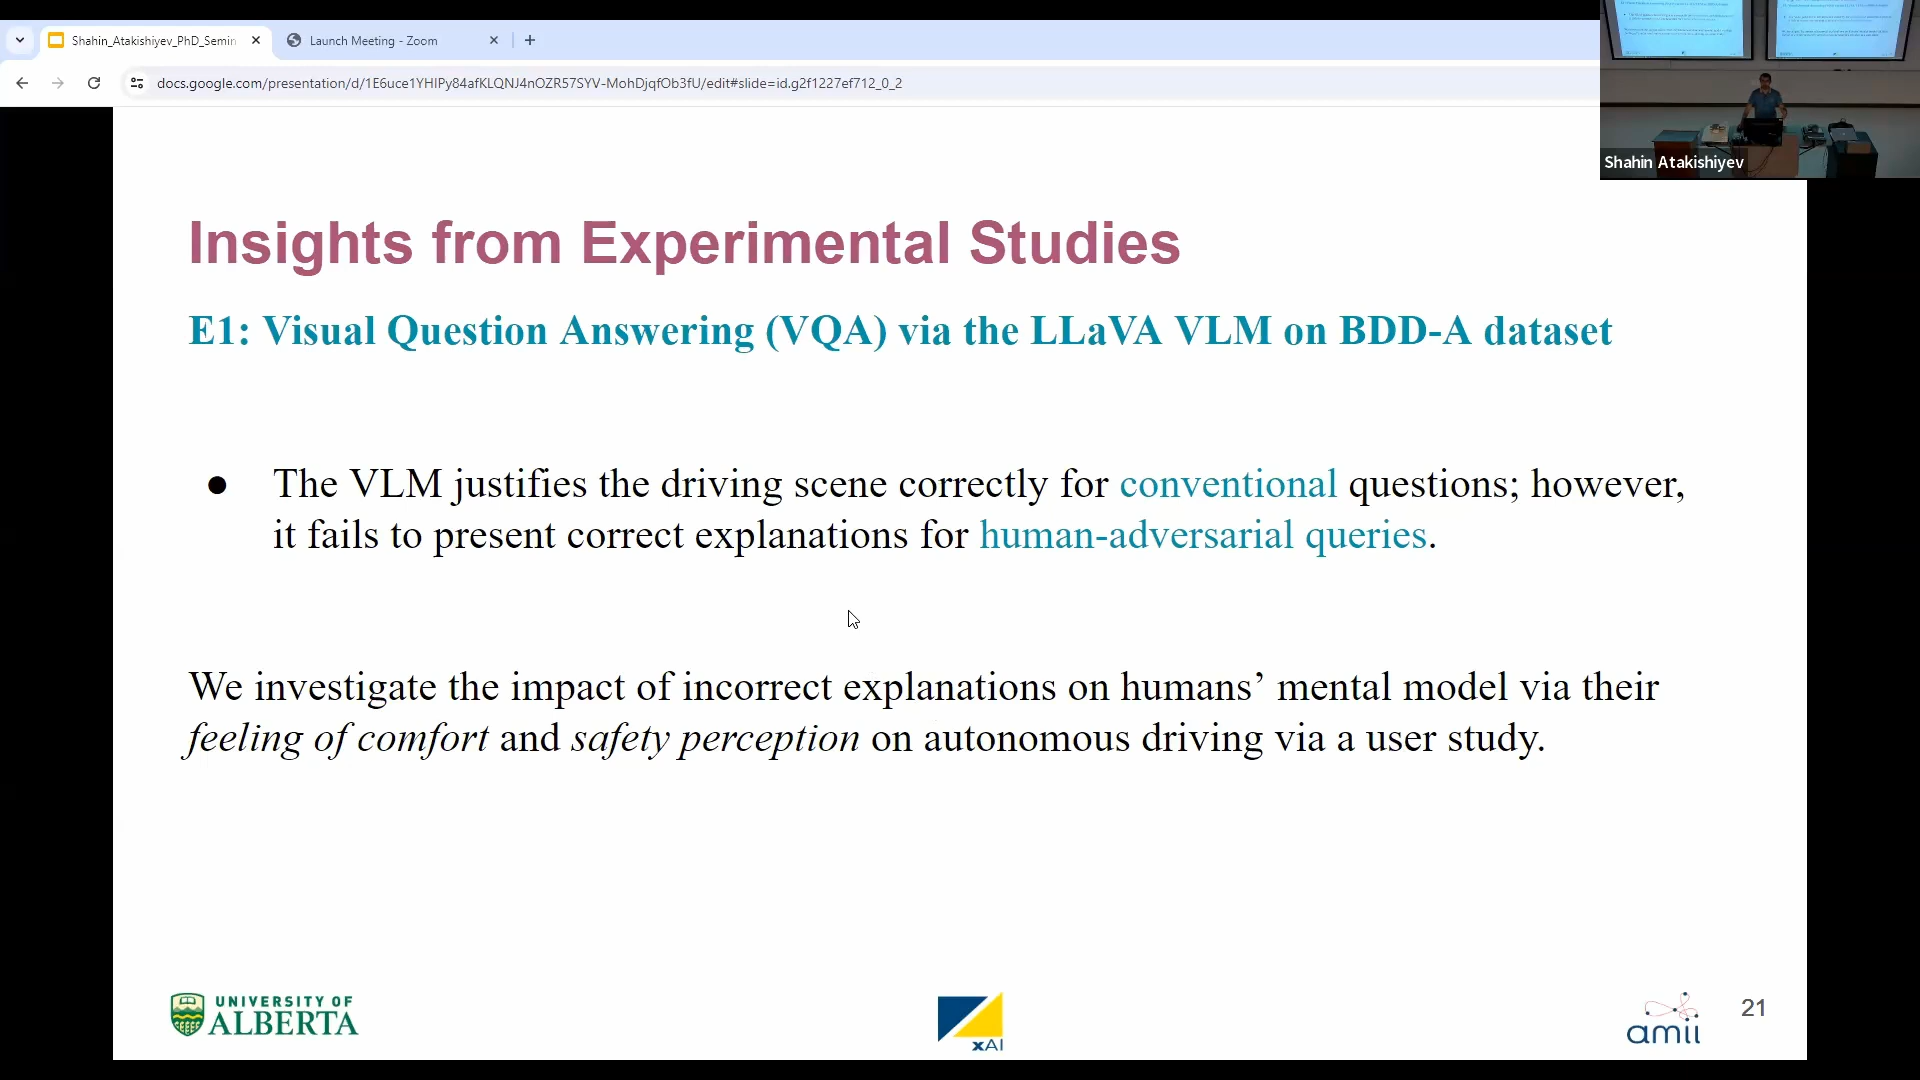 Shahin_Atakishiyev_PhD_Semin
Launch Meeting - Zoom
docs.google.com/presentation/d/1E6uce1YHIPy84afKLQNJ4nOZR57SYV-MohDjqfOb3fU/edit#slide=id.g2f1227ef712_0_2
Shahin Atakishiyev
Insights from Experimental Studies
E1: Visual Question Answering (VQA) via the LLaVA VLM on BDD-A dataset
● The VLM justifies the driving scene correctly for conventional questions; however,
it fails to present correct explanations for human-adversarial queries.
We investigate the impact of incorrect explanations on humans’ mental model via their
feeling of comfort and safety perception on autonomous driving via a user study.
UNIVERSITY OF
ALBERTA
xAI
amii
21